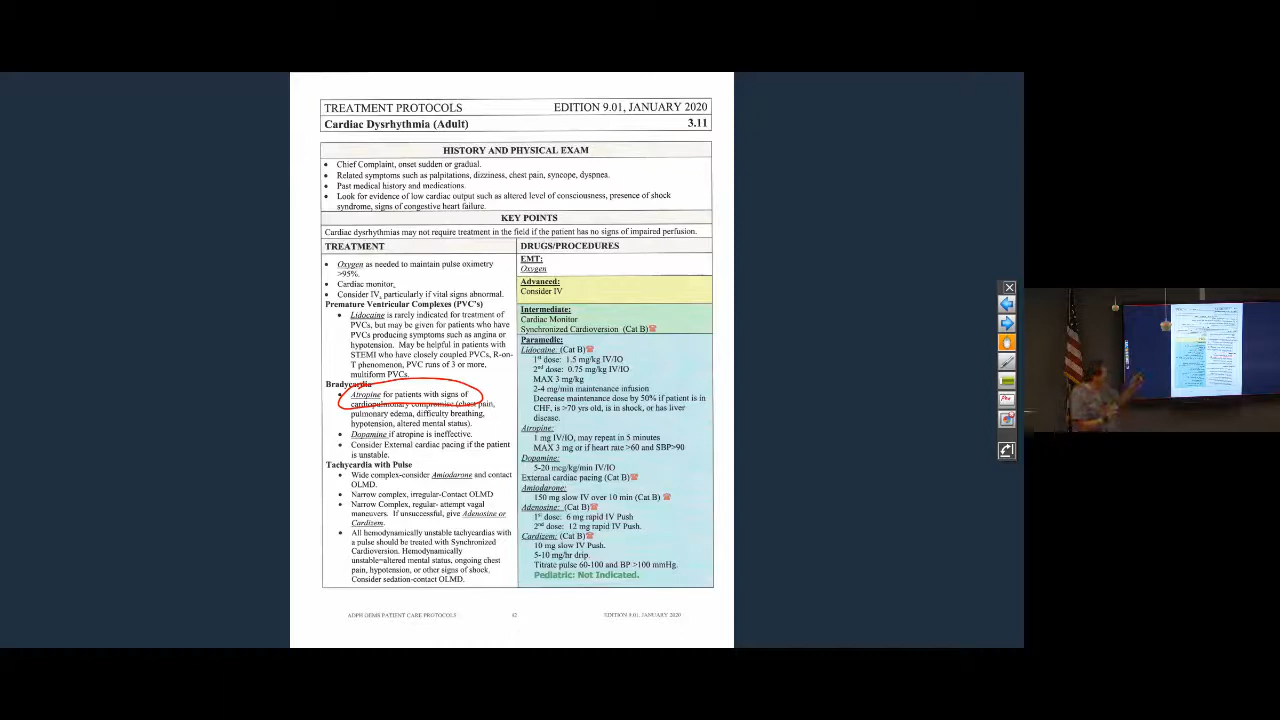 TREATMENT PROTOCOLS EDITION 9.01, JANUARY 2020
Cardiac Dysrhythmia (Adult) 3.11
HISTORY AND PHYSICAL EXAM
• Chief Complaint, onset sudden or gradual.
• Related symptoms such as palpitations, dizziness, chest pain, syncope, dyspnea.
• Past medical history and medications.
• Look for evidence of low cardiac output such as altered level of consciousness, presence of shock
syndrome, signs of congestive heart failure.
KEY POINTS
Cardiac dysrhythmias may not require treatment in the field if the patient has no signs of impaired perfusion.
TREATMENT
• Oxygen as needed to maintain pulse oximetry
>95%.
• Cardiac monitor.
• Consider IV, particularly if vital signs abnormal.
Premature Ventricular Complexes (PVC's)
• Lidocaine is rarely indicated for treatment of
PVCs, but may be given for patients who have
PVCs producing symptoms such as angina or
hypotension. May be helpful in patients with
STEMI who have closely coupled PVCs, R-on-
T phenomenon, PVC runs of 3 or more,
multiform PVCs.
Bradycardia
• Atropine for patients with signs of
cardiopulmonary compromise (chest pain,
pulmonary edema, difficulty breathing,
hypotension, altered mental status).
• Dopamine if atropine is ineffective.
• Consider External cardiac pacing if the patient
is unstable.
Tachycardia with Pulse
• Wide complex-consider Amiodarone and contact
OLMD.
• Narrow complex, irregular-Contact OLMD
• Narrow Complex, regular- attempt vagal
maneuvers. If unsuccessful, give Adenosine or
Cardizem.
• All hemodynamically unstable tachycardias with
a pulse should be treated with Synchronized
Cardioversion. Hemodynamically
unstable=altered mental status, ongoing chest
pain, hypotension, or other signs of shock.
Consider sedation-contact OLMD.
DRUGS/PROCEDURES
EMT:
Oxygen
Advanced:
Consider IV
Intermediate:
Cardiac Monitor
Synchronized Cardioversion (Cat B)
Paramedic:
Lidocaine: (Cat B)
1st dose: 1.5 mg/kg IV/IO
2nd dose: 0.75 mg/kg IV/IO
MAX 3 mg/kg
2-4 mg/min maintenance infusion
Decrease maintenance dose by 50% if patient is in
CHF, is >70 yrs old, is in shock, or has liver
disease.
Atropine:
1 mg IV/IO, may repeat in 5 minutes
MAX 3 mg or if heart rate >60 and SBP>90
Dopamine:
5-20 mcg/kg/min IV/IO
External cardiac pacing (Cat B)
Amiodarone:
150 mg slow IV over 10 min (Cat B)
Adenosine: (Cat B)
1st dose: 6 mg rapid IV Push
2nd dose: 12 mg rapid IV Push.
Cardizem: (Cat B)
10 mg slow IV Push.
5-10 mg/hr drip.
Titrate pulse 60-100 and BP >100 mmHg.
Pediatric: Not Indicated.
ADPH OEMS PATIENT CARE PROTOCOLS 42 EDITION 9.01, JANUARY 2020